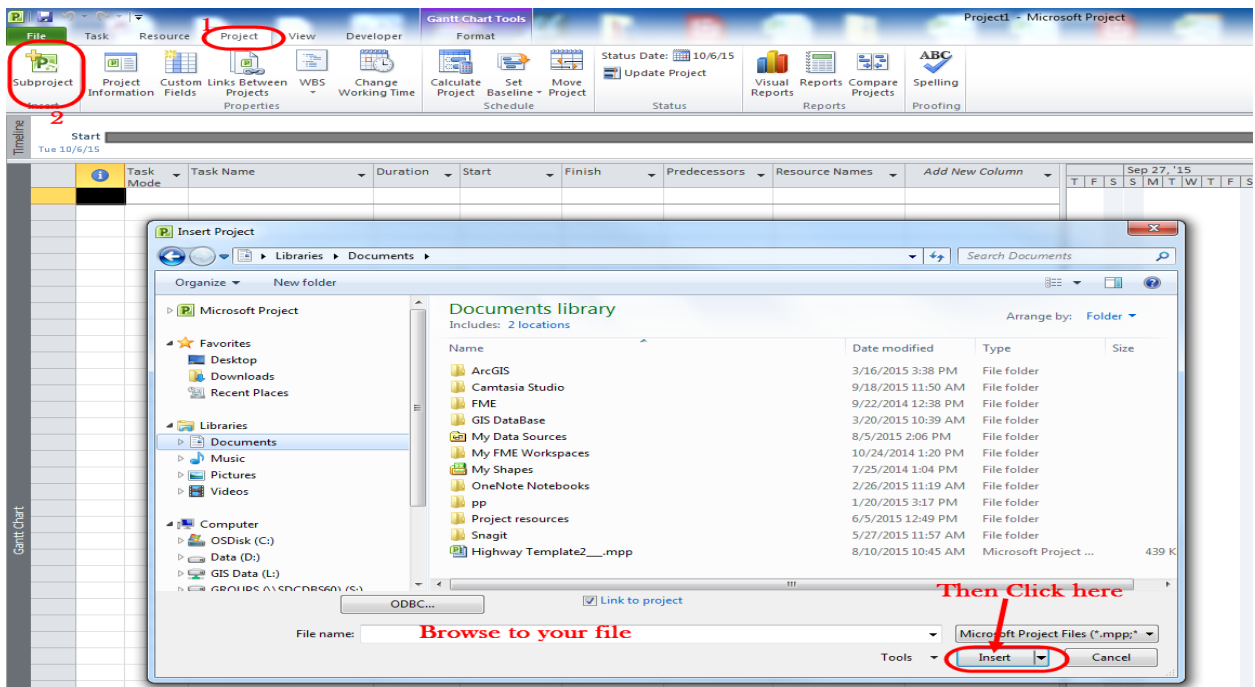 Gantt Chart Tools
Project1 - Microsoft Project
1
File Task Resource Project View Developer Format
Subproject
Project Information
Custom Fields
Links Between Projects
WBS
Change Working Time
Calculate Project
Set Baseline
Move Project
Status Date: 10/6/15
Update Project
Visual Reports
Reports
Compare Projects
ABC
Spelling
Insert Properties Schedule Status Reports Proofing
2
Timeline
Start
Tue 10/6/15
Task Mode
Task Name
Duration
Start
Finish
Predecessors
Resource Names
Add New Column
Sep 27, '15
T F S S M T W T F S
Gantt Chart
Insert Project
Libraries Documents
Search Documents
Organize New folder
Microsoft Project
Favorites
Desktop
Downloads
Recent Places
Libraries
Documents
Music
Pictures
Videos
Computer
OSDisk (C:)
Data (D:)
GIS Data (L:)
GROUPS (\\SDCDBS60) (S:)
Documents library
Includes: 2 locations
Arrange by: Folder
Name Date modified Type Size
ArcGIS 3/16/2015 3:38 PM File folder
Camtasia Studio 9/18/2015 11:50 AM File folder
FME 9/22/2014 12:38 PM File folder
GIS DataBase 3/20/2015 10:39 AM File folder
My Data Sources 8/5/2015 2:06 PM File folder
My FME Workspaces 10/24/2014 1:20 PM File folder
My Shapes 7/25/2014 1:04 PM File folder
OneNote Notebooks 2/26/2015 11:19 AM File folder
pp 1/20/2015 3:17 PM File folder
Project resources 6/5/2015 12:49 PM File folder
Snagit 5/27/2015 11:57 AM File folder
Highway Template2__.mpp 8/10/2015 10:45 AM Microsoft Project ... 439 K
Then Click here
ODBC...
Link to project
File name:
Browse to your file
Microsoft Project Files (*.mpp;*
Tools
Insert
Cancel